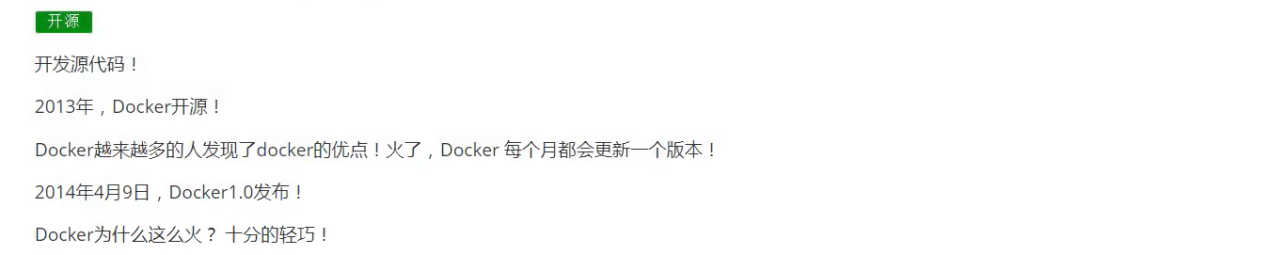 开源
开发源代码！
2013年，Docker开源！
Docker越来越多的人发现了docker的优点！火了，Docker 每个月都会更新一个版本！
2014年4月9日，Docker1.0发布！
Docker为什么这么火？ 十分的轻巧！